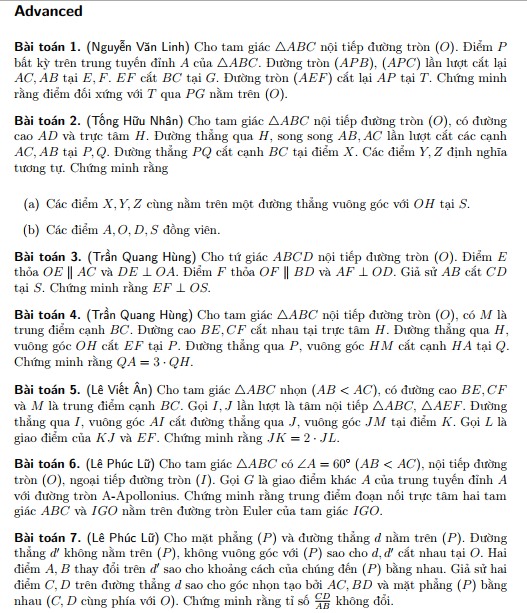 Advanced
Bài toán 1. (Nguyễn Văn Linh) Cho tam giác △ABC nội tiếp đường tròn (O). Điểm P
bất kỳ trên trung tuyến đỉnh A của △ABC. Đường tròn (APB), (APC) lần lượt cắt lại
AC, AB tại E, F. EF cắt BC tại G. Đường tròn (AEF) cắt lại AP tại T. Chứng minh
rằng điểm đối xứng với T qua PG nằm trên (O).
Bài toán 2. (Tống Hữu Nhân) Cho tam giác △ABC nội tiếp đường tròn (O), có đường
cao AD và trực tâm H. Đường thẳng qua H, song song AB, AC lần lượt cắt các cạnh
AC, AB tại P, Q. Đường thẳng PQ cắt cạnh BC tại điểm X. Các điểm Y, Z định nghĩa
tương tự. Chứng minh rằng
(a) Các điểm X, Y, Z cùng nằm trên một đường thẳng vuông góc với OH tại S.
(b) Các điểm A, O, D, S đồng viên.
Bài toán 3. (Trần Quang Hùng) Cho tứ giác ABCD nội tiếp đường tròn (O). Điểm E
thỏa OE ∥ AC và DE ⊥ OA. Điểm F thỏa OF ∥ BD và AF ⊥ OD. Giả sử AB cắt CD
tại S. Chứng minh rằng EF ⊥ OS.
Bài toán 4. (Trần Quang Hùng) Cho tam giác △ABC nội tiếp đường tròn (O), có M là
trung điểm cạnh BC. Đường cao BE, CF cắt nhau tại trực tâm H. Đường thẳng qua H,
vuông góc OH cắt EF tại P. Đường thẳng qua P, vuông góc HM cắt cạnh HA tại Q.
Chứng minh rằng QA = 3 · QH.
Bài toán 5. (Lê Viết Ân) Cho tam giác △ABC nhọn (AB < AC), có đường cao BE, CF
và M là trung điểm cạnh BC. Gọi I, J lần lượt là tâm nội tiếp △ABC, △AEF. Đường
thẳng qua I, vuông góc AI cắt đường thẳng qua J, vuông góc JM tại điểm K. Gọi L là
giao điểm của KJ và EF. Chứng minh rằng JK = 2 · JL.
Bài toán 6. (Lê Phúc Lữ) Cho tam giác △ABC có ∠A = 60° (AB < AC), nội tiếp đường
tròn (O), ngoại tiếp đường tròn (I). Gọi G là giao điểm khác A của trung tuyến đỉnh A
với đường tròn A-Apollonius. Chứng minh rằng trung điểm đoạn nối trực tâm hai tam
giác ABC và IGO nằm trên đường tròn Euler của tam giác IGO.
Bài toán 7. (Lê Phúc Lữ) Cho mặt phẳng (P) và đường thẳng d nằm trên (P). Đường
thẳng d′ không nằm trên (P), không vuông góc với (P) sao cho d, d′ cắt nhau tại O. Hai
điểm A, B thay đổi trên d′ sao cho khoảng cách của chúng đến (P) bằng nhau. Giả sử hai
điểm C, D trên đường thẳng d sao cho góc nhọn tạo bởi AC, BD và mặt phẳng (P) bằng
nhau (C, D cùng phía với O). Chứng minh rằng tỉ số CD/AB không đổi.